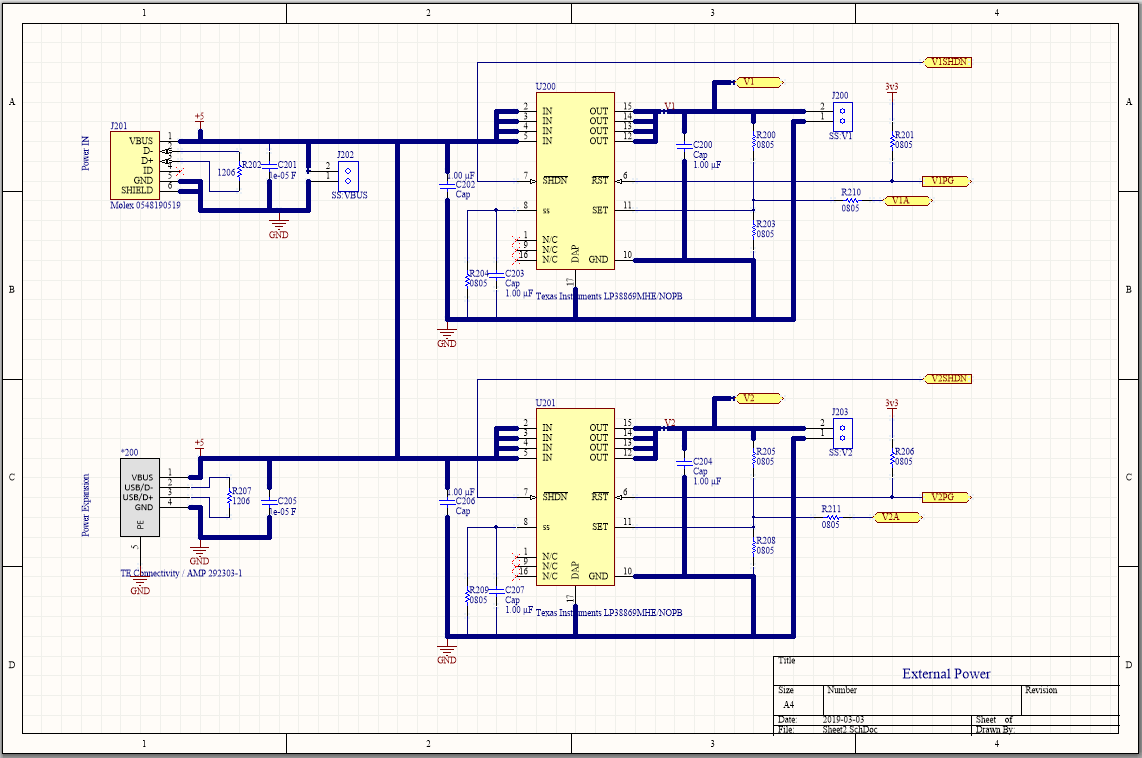 1 2 3 4
A A
B B
C C
D D
1 2 3 4
V1SHDN
U200
V1
3v3
J200
2 IN OUT 15 V1
3 IN OUT 14
4 IN OUT 13
5 IN OUT 12
2
1
SS:V1
R200
0805
R201
C200
Cap
1.00 µF
7 SHDN RST 6
V1PG
8 ss SET 11
R210
0805
V1A
R203
0805
1 N/C
9 N/C
16 N/C
DAP
GND 10
17
R204
0805
C203
Cap
1.00 µF
Texas Instruments LP38869MHE/NOPB
GND
Power IN
J201
+5
VBUS 1
D- 2
D+ 3
ID 4
GND 5
SHIELD 6
Molex 0548190519
R202
1206
C201
1e-05 F
J202
2
1
SS:VBUS
GND
1.00 µF
C202
Cap
V2SHDN
U201
V2
3v3
J203
2 IN OUT 15 V2
3 IN OUT 14
4 IN OUT 13
5 IN OUT 12
2
1
SS:V2
R205
0805
R206
0805
C204
Cap
1.00 µF
7 SHDN RST 6
V2PG
8 ss SET 11
R211
0805
V2A
R208
0805
1 N/C
9 N/C
16 N/C
DAP
GND 10
17
R209
0805
C207
Cap
1.00 µF
Texas Instruments LP38869MHE/NOPB
GND
Power Expansion
*200
+5
VBUS 1
USB/D- 2
USB/D+ 3
GND 4
PE
5
R207
1206
C205
1e-05 F
GND
TE Connectivity / AMP 292303-1
GND
1.00 µF
C206
Cap
Title
External Power
Size Number Revision
A4
Date: 2019-03-03 Sheet of
File: Sheet2.SchDoc Drawn By: